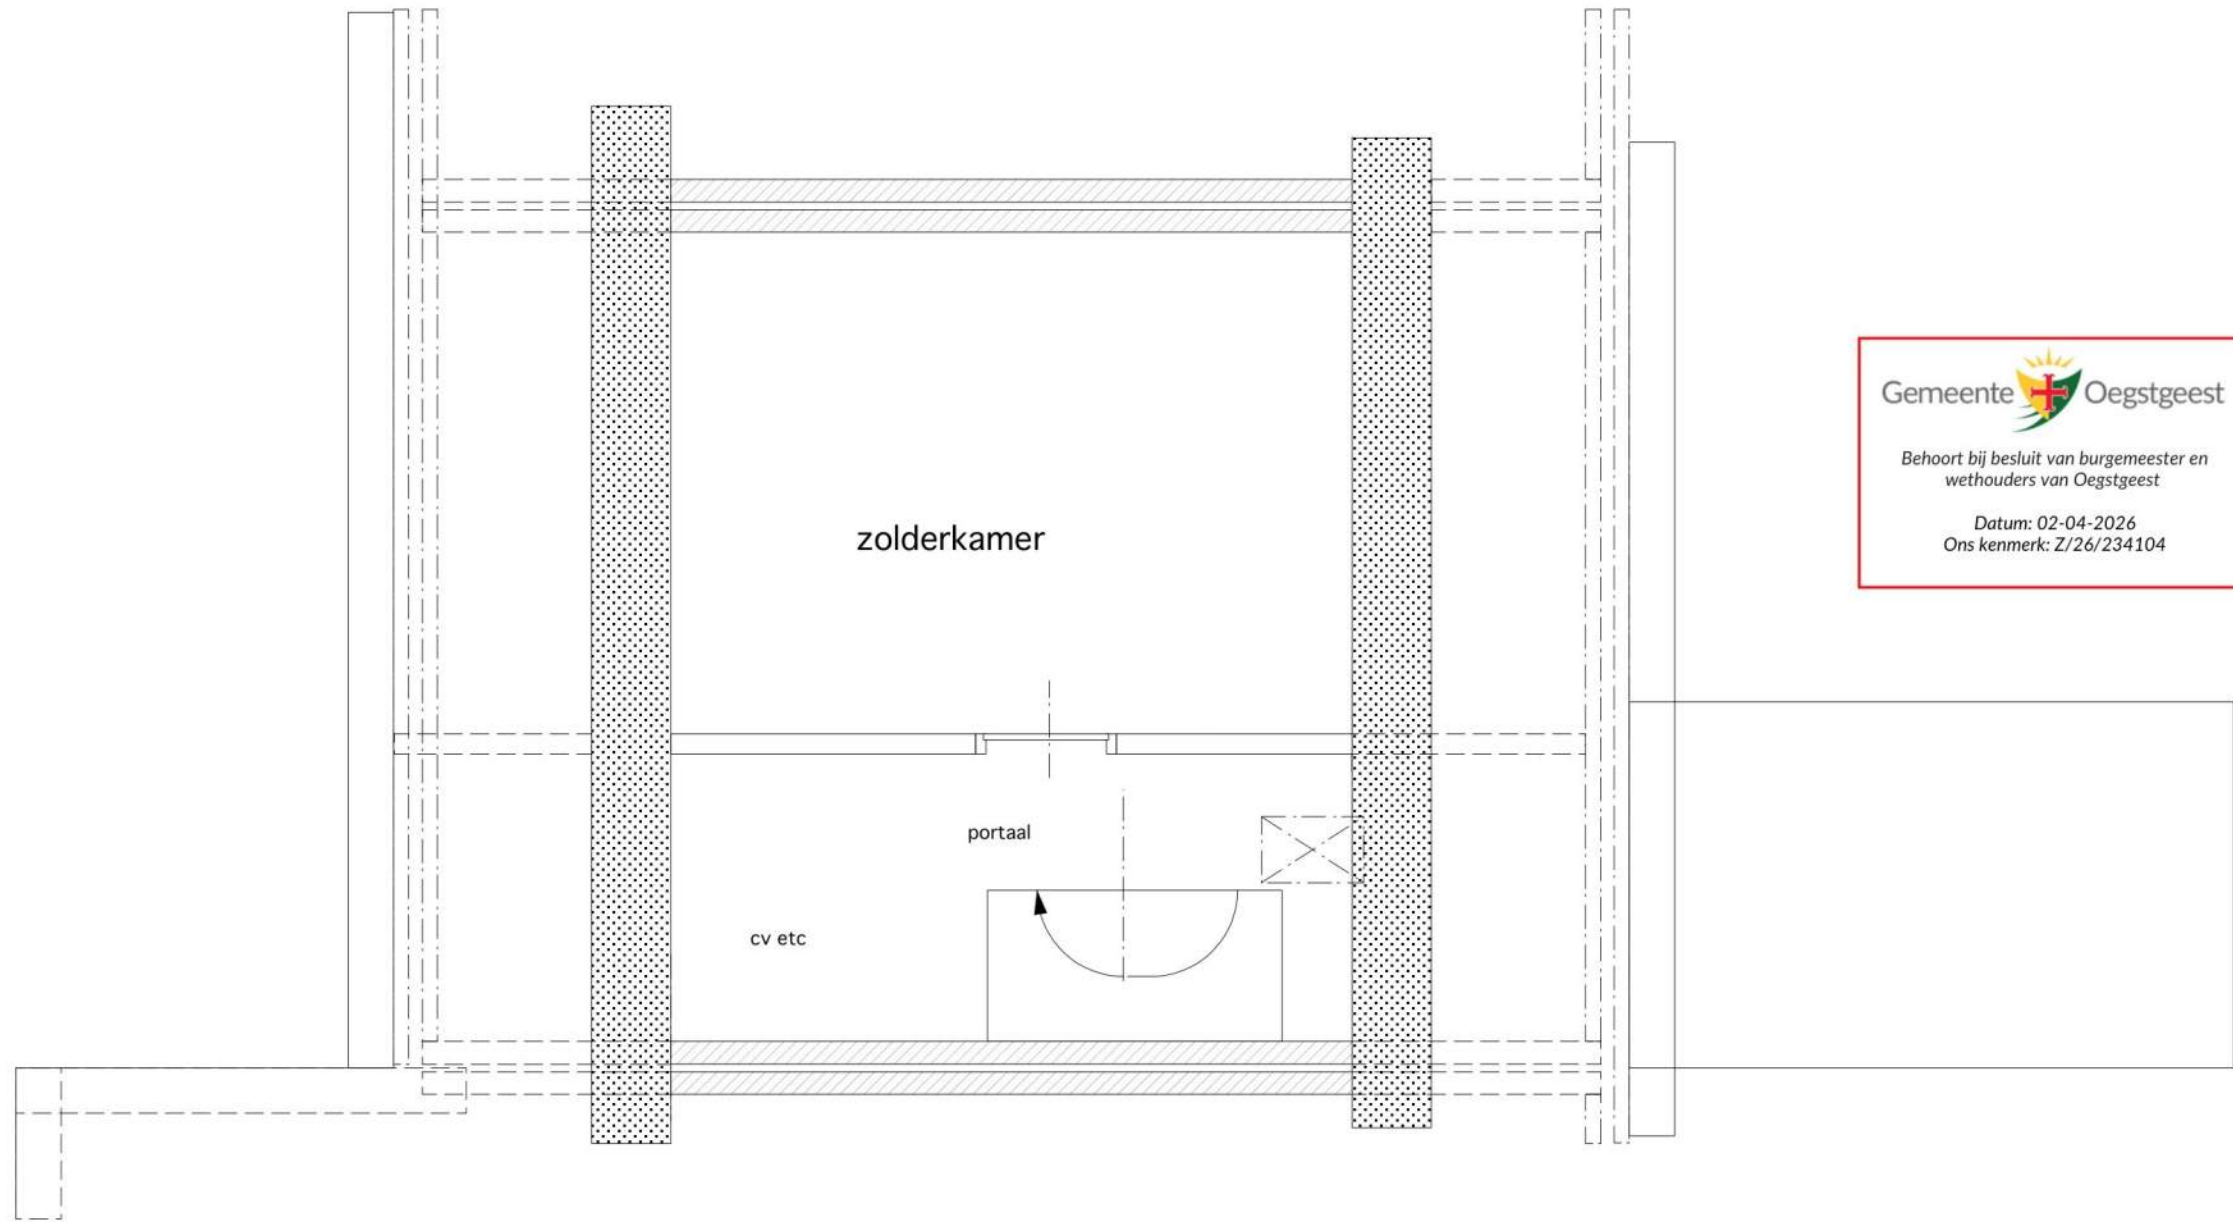 Gemeente Oegstgeest
Behoort bij besluit van burgemeester en
wethouders van Oegstgeest
Datum: 02-04-2026
Ons kenmerk: Z/26/234104
zolderkamer
portaal
cv etc